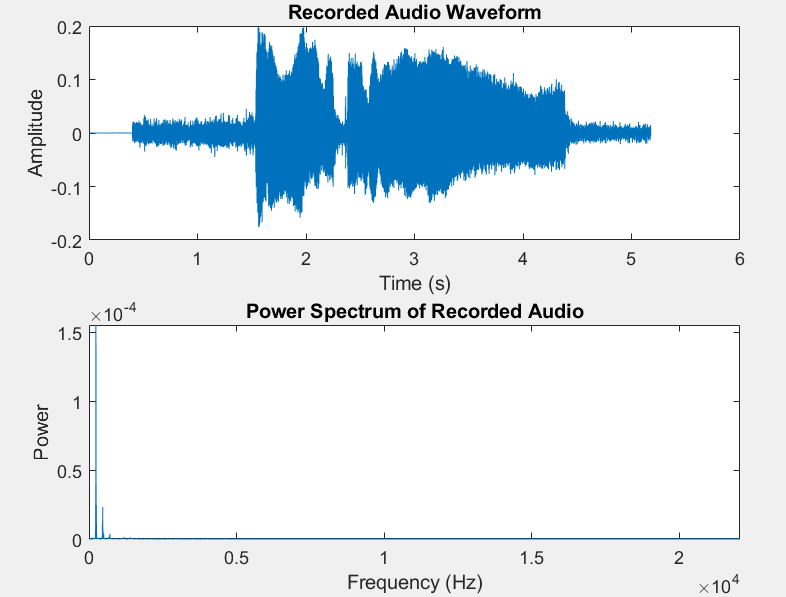 Recorded Audio Waveform
0.2
0.1
0
-0.1
-0.2
Amplitude
0 1 2 3 4 5 6
Time (s)
Power Spectrum of Recorded Audio
×10-4
1.5
1
0.5
0
Power
0 0.5 1 1.5 2
Frequency (Hz)
×104